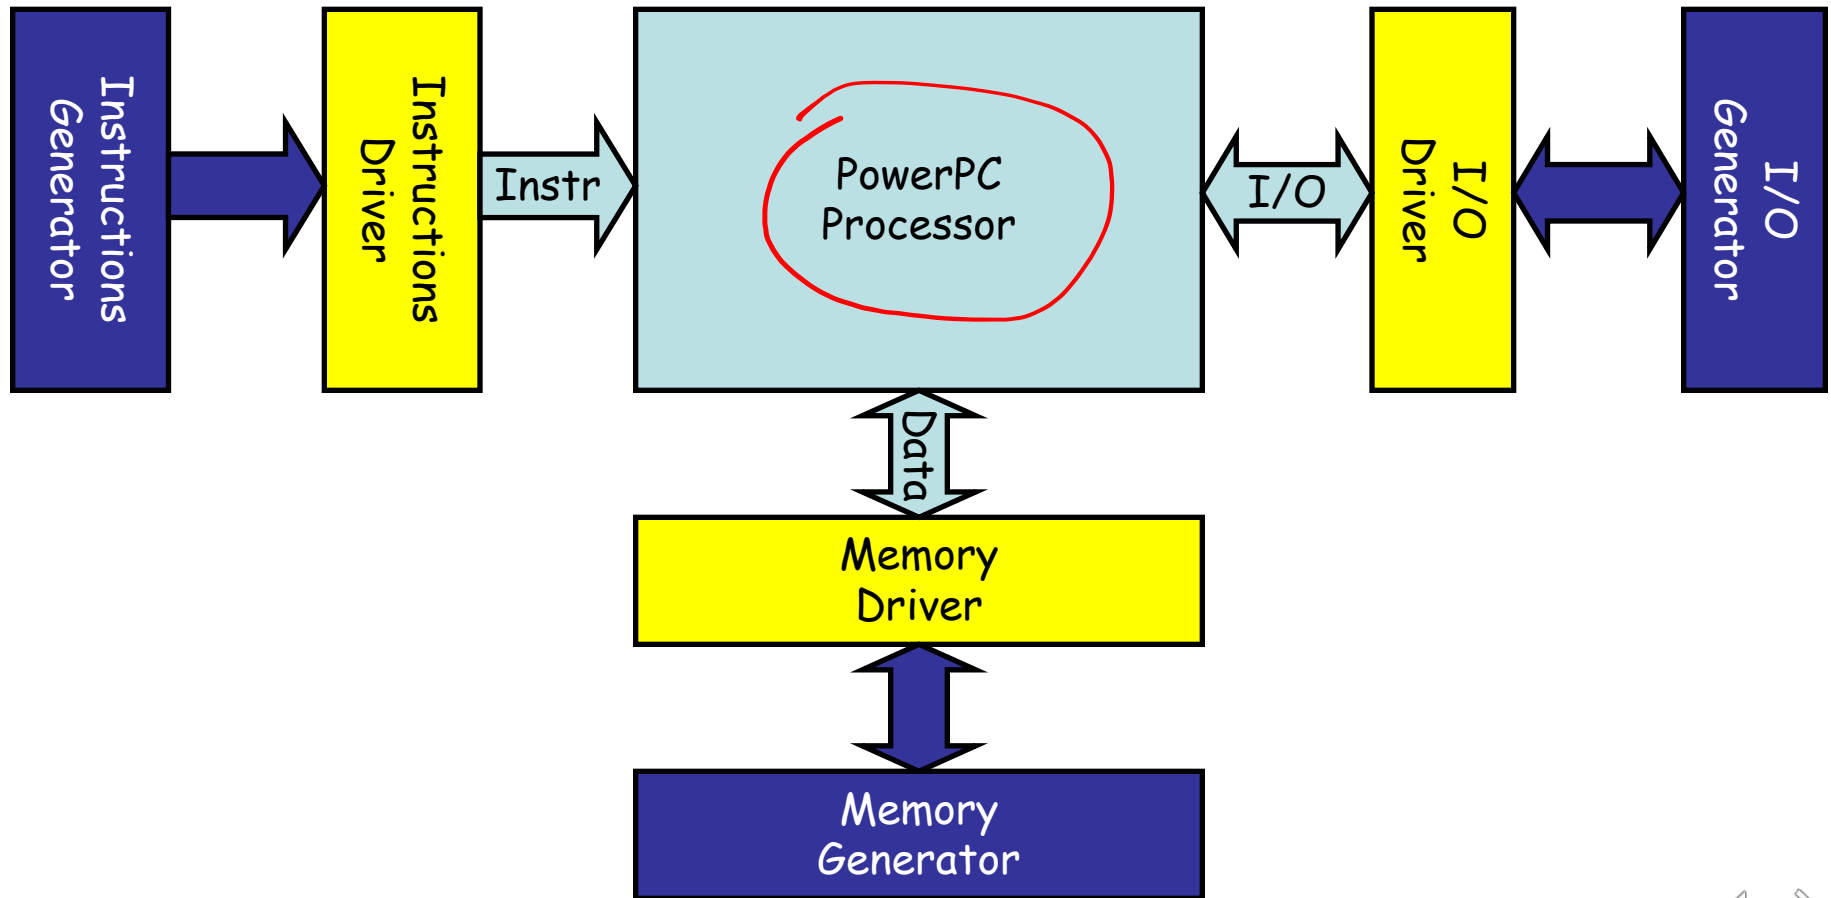 Instructions
Generator
Instructions
Driver
Instr
PowerPC
Processor
I/O
I/O
Driver
I/O
Generator
Data
Memory
Driver
Memory
Generator